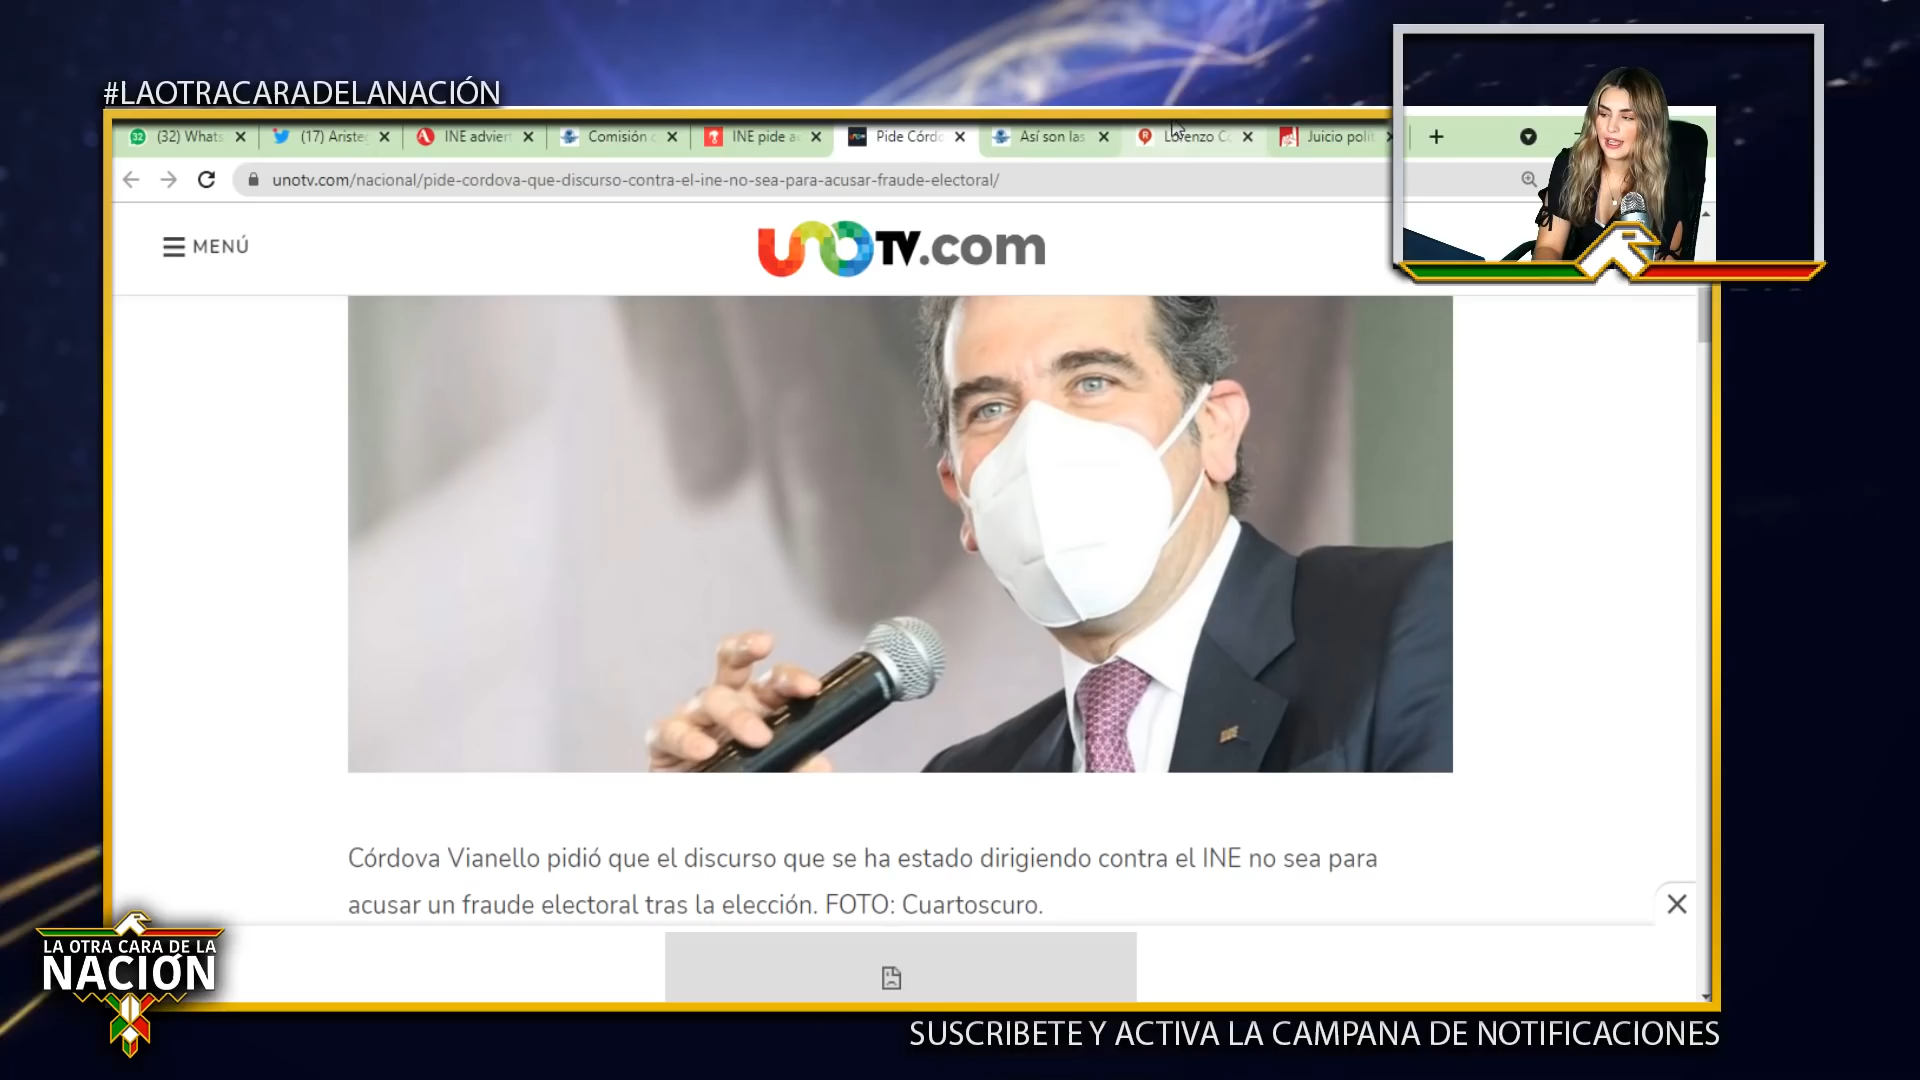 #LAOTRACARADELANACIÓN
(32) Whats
(17) Ariste
INE advier
Comisión
INE pide a
Pide Córdo
Así son las
Lorenzo C
Juicio polít
unotv.com/nacional/pide-cordova-que-discurso-contra-el-ine-no-sea-para-acusar-fraude-electoral/
MENÚ
unoTV.com
Córdova Vianello pidió que el discurso que se ha estado dirigiendo contra el INE no sea para
acusar un fraude electoral tras la elección. FOTO: Cuartoscuro.
LA OTRA CARA DE LA
NACIÓN
SUSCRIBETE Y ACTIVA LA CAMPANA DE NOTIFICACIONES